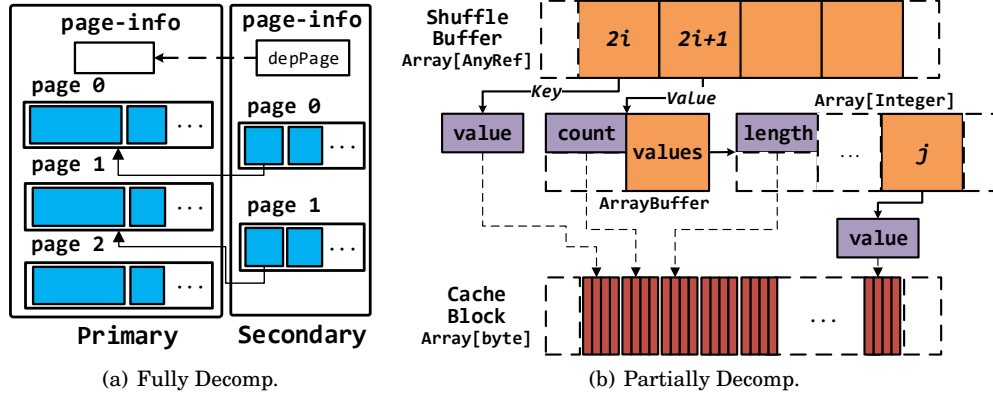 page-info
page 0
...
page 1
...
page 2
...
Primary
page-info
depPage
page 0
...
page 1
...
Secondary
(a) Fully Decomp.
Shuffle
Buffer
Array[AnyRef]
2i
2i+1
Key
Value
value
count
values
ArrayBuffer
Array[Integer]
length
...
j
value
Cache
Block
Array[byte]
...
(b) Partially Decomp.